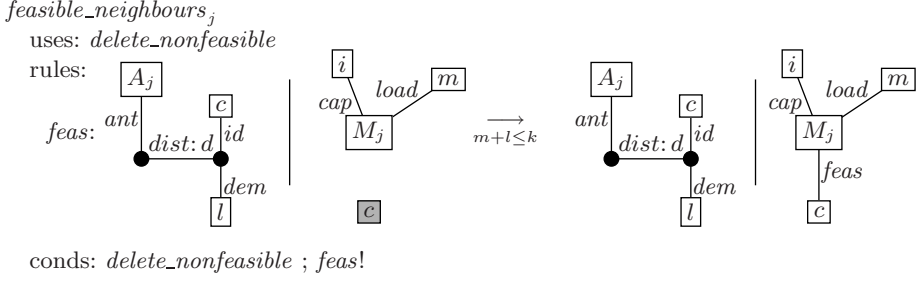 feasible_neighbours_j
uses: delete_nonfeasible
rules:
A_j
i
m
A_j
i
m
c
cap
load
c
cap
load
feas:
ant
id
M_j
⟶
m+l≤k
ant
id
M_j
dist: d
dist: d
feas
dem
dem
l
c
l
c
conds: delete_nonfeasible ; feas!